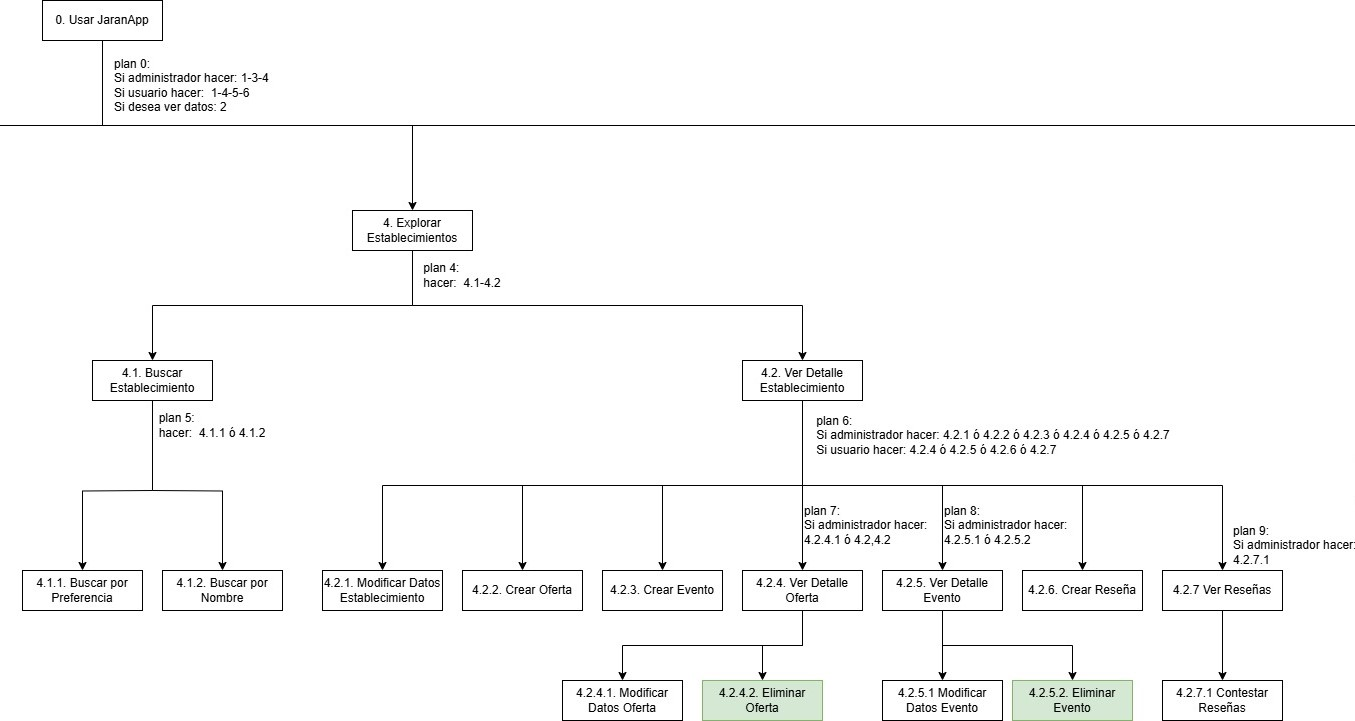 0. Usar JaranApp
plan 0:
Si administrador hacer: 1-3-4
Si usuario hacer: 1-4-5-6
Si desea ver datos: 2
4. Explorar
Establecimientos
plan 4:
hacer: 4.1-4.2
4.1. Buscar
Establecimiento
4.2. Ver Detalle
Establecimiento
plan 5:
hacer: 4.1.1 ó 4.1.2
plan 6:
Si administrador hacer: 4.2.1 ó 4.2.2 ó 4.2.3 ó 4.2.4 ó 4.2.5 ó 4.2.7
Si usuario hacer: 4.2.4 ó 4.2.5 ó 4.2.6 ó 4.2.7
plan 7:
Si administrador hacer:
4.2.4.1 ó 4.2,4.2
plan 8:
Si administrador hacer:
4.2.5.1 ó 4.2.5.2
plan 9:
Si administrador hacer:
4.2.7.1
4.1.1. Buscar por
Preferencia
4.1.2. Buscar por
Nombre
4.2.1. Modificar Datos
Establecimiento
4.2.2. Crear Oferta
4.2.3. Crear Evento
4.2.4. Ver Detalle
Oferta
4.2.5. Ver Detalle
Evento
4.2.6. Crear Reseña
4.2.7 Ver Reseñas
4.2.4.1. Modificar
Datos Oferta
4.2.4.2. Eliminar
Oferta
4.2.5.1 Modificar
Datos Evento
4.2.5.2. Eliminar
Evento
4.2.7.1 Contestar
Reseñas